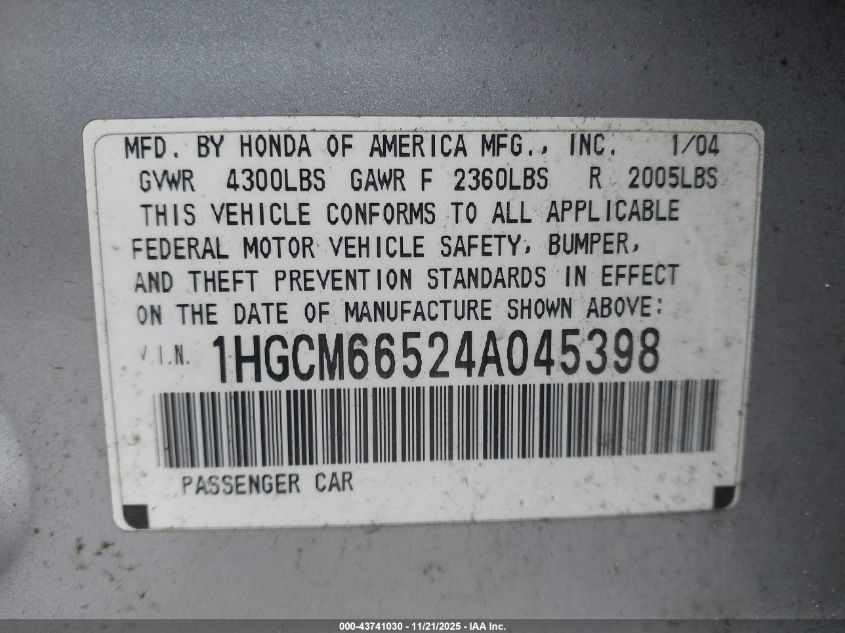 MFD. BY HONDA OF AMERICA MFG., INC. 1/04
GVWR 4300LBS GAWR F 2360LBS R 2005LBS
THIS VEHICLE CONFORMS TO ALL APPLICABLE
FEDERAL MOTOR VEHICLE SAFETY, BUMPER,
AND THEFT PREVENTION STANDARDS IN EFFECT
ON THE DATE OF MANUFACTURE SHOWN ABOVE:
V.I.N. 1HGCM66524A045398
PASSENGER CAR
000-43741030 - 11/21/2025 - IAA Inc.